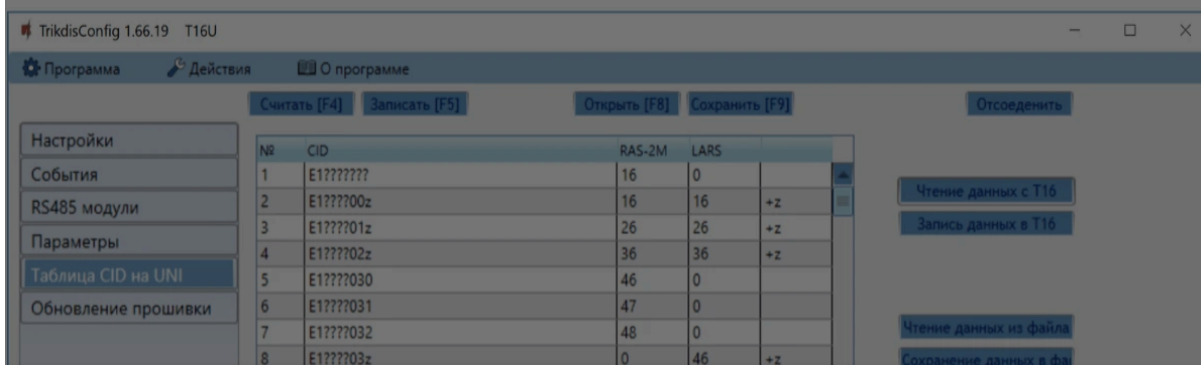 TrikdisConfig 1.66.19 T16U
Программа Действия О программе
Считать [F4] Записать [F5] Открыть [F8] Сохранить [F9] Отсоеденить
Настройки
События
RS485 модули
Параметры
Таблица CID на UNI
Обновление прошивки
№ CID RAS-2M LARS
1 E1??????? 16 0
2 E1????00z 16 16 +z
3 E1????01z 26 26 +z
4 E1????02z 36 36 +z
5 E1????030 46 0
6 E1????031 47 0
7 E1????032 48 0
8 E1????03z 0 46 +z
Чтение данных с T16
Запись данных в T16
Чтение данных из файла
Сохранение данных в фай